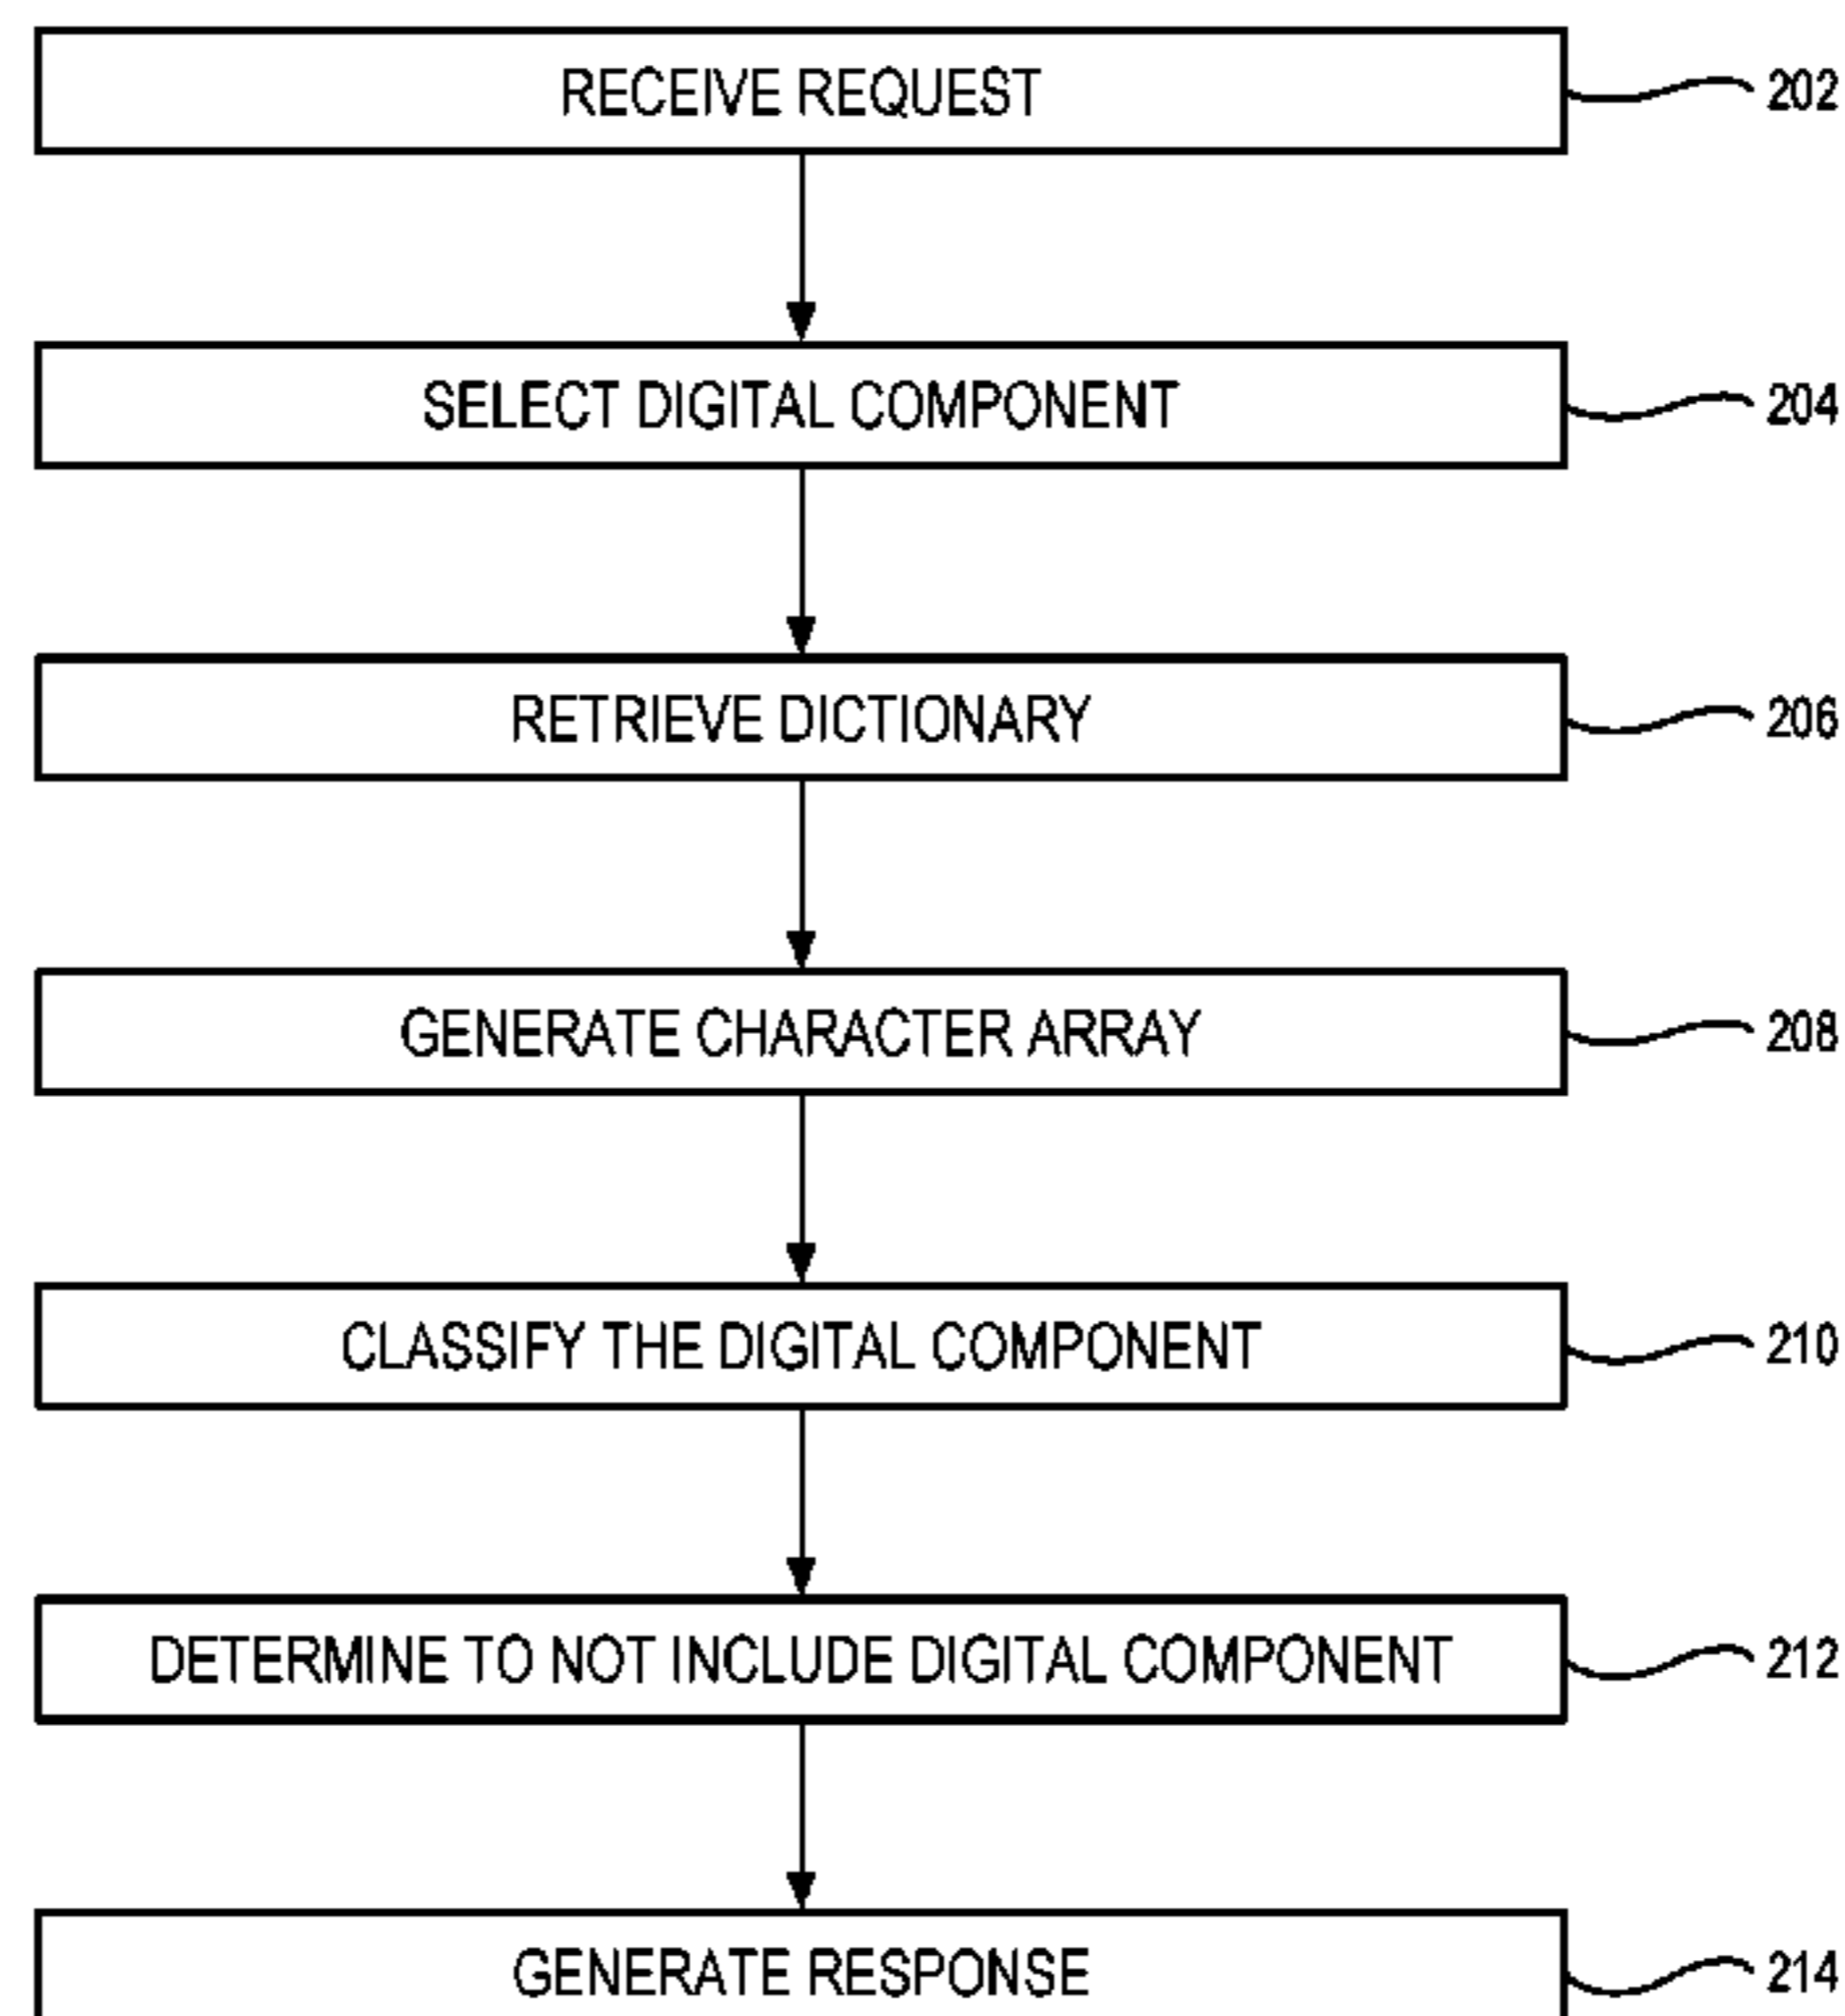 RECEIVE REQUEST 202
SELECT DIGITAL COMPONENT 204
RETRIEVE DICTIONARY 206
GENERATE CHARACTER ARRAY 208
CLASSIFY THE DIGITAL COMPONENT 210
DETERMINE TO NOT INCLUDE DIGITAL COMPONENT 212
GENERATE RESPONSE 214